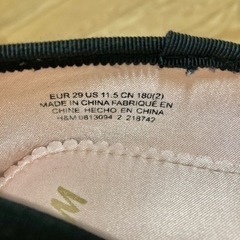 EUR 29 US 11.5 CN 180(2)
MADE IN CHINA FABRIQUÉ EN
CHINE HECHO EN CHINA
H&M 0813094 2 218742
M